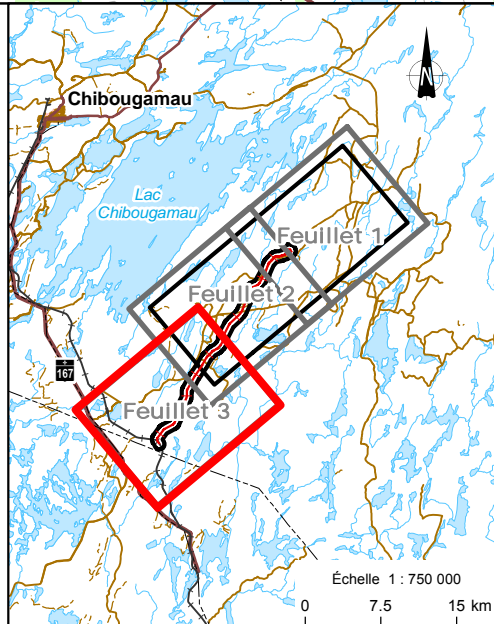 Chibougamau
N
Lac
Chibougamau
Feuillet 1
Feuillet 2
167
Feuillet 3
Échelle 1 : 750 000
0 7.5 15 km